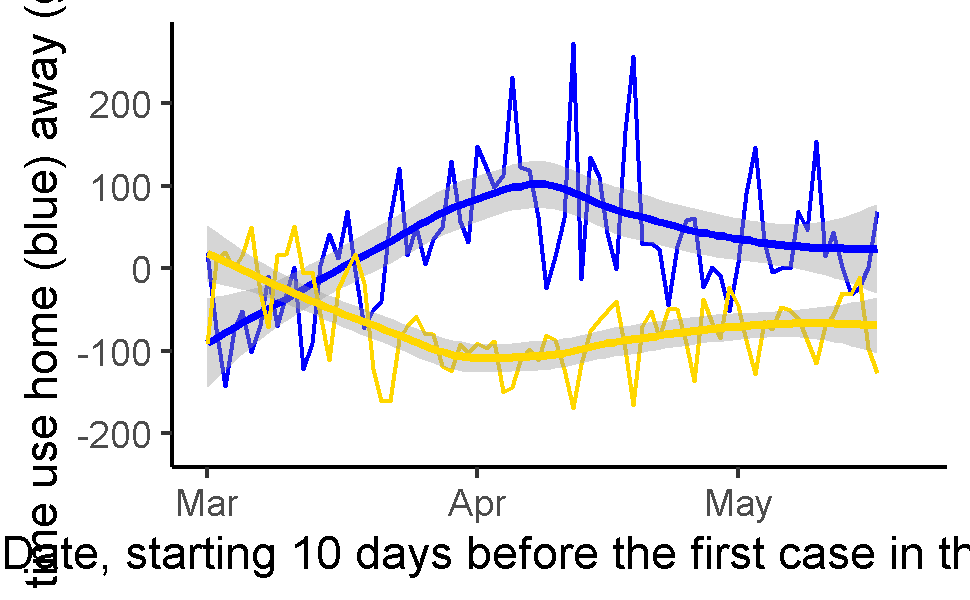 time use home (blue) away (
200
100
0
-100
-200
Mar
Apr
May
Date, starting 10 days before the first case in th